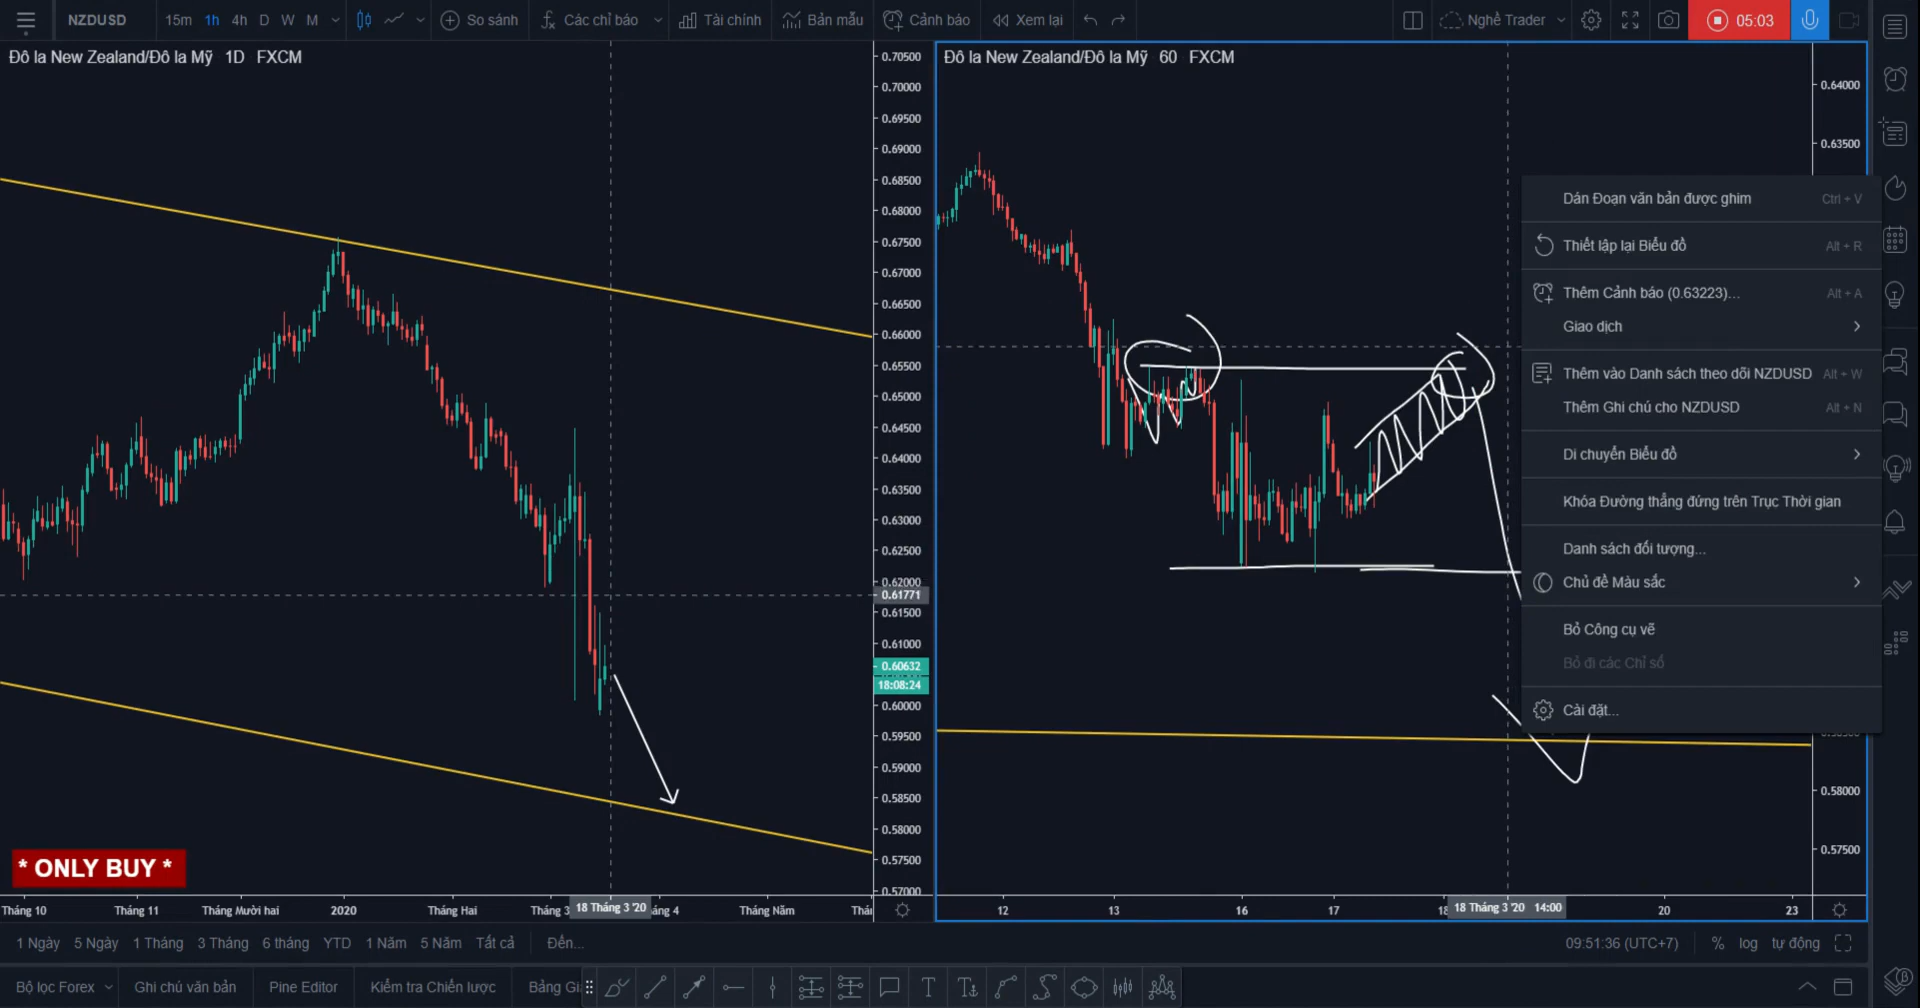 NZDUSD 15m 1h 4h D W M So sánh Các chỉ báo Tài chính Bản mẫu Cảnh báo Xem lại Nghề Trader 05:03
Đô la New Zealand/Đô la Mỹ 1D FXCM
0.70500
0.70000
0.69500
0.69000
0.68500
0.68000
0.67500
0.67000
0.66500
0.66000
0.65500
0.65000
0.64500
0.64000
0.63500
0.63000
0.62500
0.62000
0.61771
0.61500
0.61000
0.60632
18:08:24
0.60000
0.59500
0.59000
0.58500
0.58000
0.57500
0.57000
* ONLY BUY *
Tháng 10 Tháng 11 Tháng Mười hai 2020 Tháng Hai Tháng 3 18 Tháng 3 '20 áng 4 Tháng Năm
Đô la New Zealand/Đô la Mỹ 60 FXCM
0.64000
0.63500
Dán Đoạn văn bản được ghim Ctrl + V
Thiết lập lại Biểu đồ Alt + R
Thêm Cảnh báo (0.63223)... Alt + A
Giao dịch
Thêm vào Danh sách theo dõi NZDUSD Alt + W
Thêm Ghi chú cho NZDUSD Alt + N
Di chuyển Biểu đồ
Khóa Đường thẳng đứng trên Trục Thời gian
Danh sách đối tượng...
Chủ đề Màu sắc
Bỏ Công cụ vẽ
Bỏ đi các Chỉ số
Cài đặt...
0.58000
0.57500
12 13 16 17 18 18 Tháng 3 '20 14:00 20 23
1 Ngày 5 Ngày 1 Tháng 3 Tháng 6 tháng YTD 1 Năm 5 Năm Tất cả Đến... 09:51:36 (UTC+7) % log tự động
Bộ lọc Forex Ghi chú văn bản Pine Editor Kiểm tra Chiến lược Bảng Gi